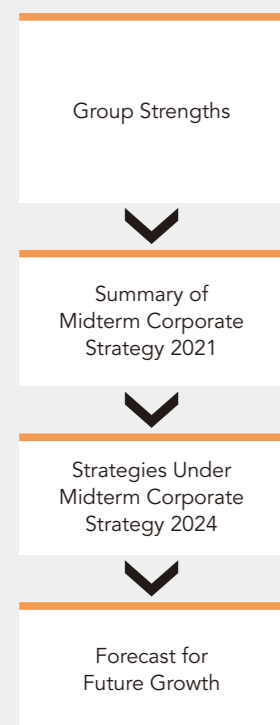 Group Strengths
Summary of
Midterm Corporate
Strategy 2021
Strategies Under
Midterm Corporate
Strategy 2024
Forecast for
Future Growth